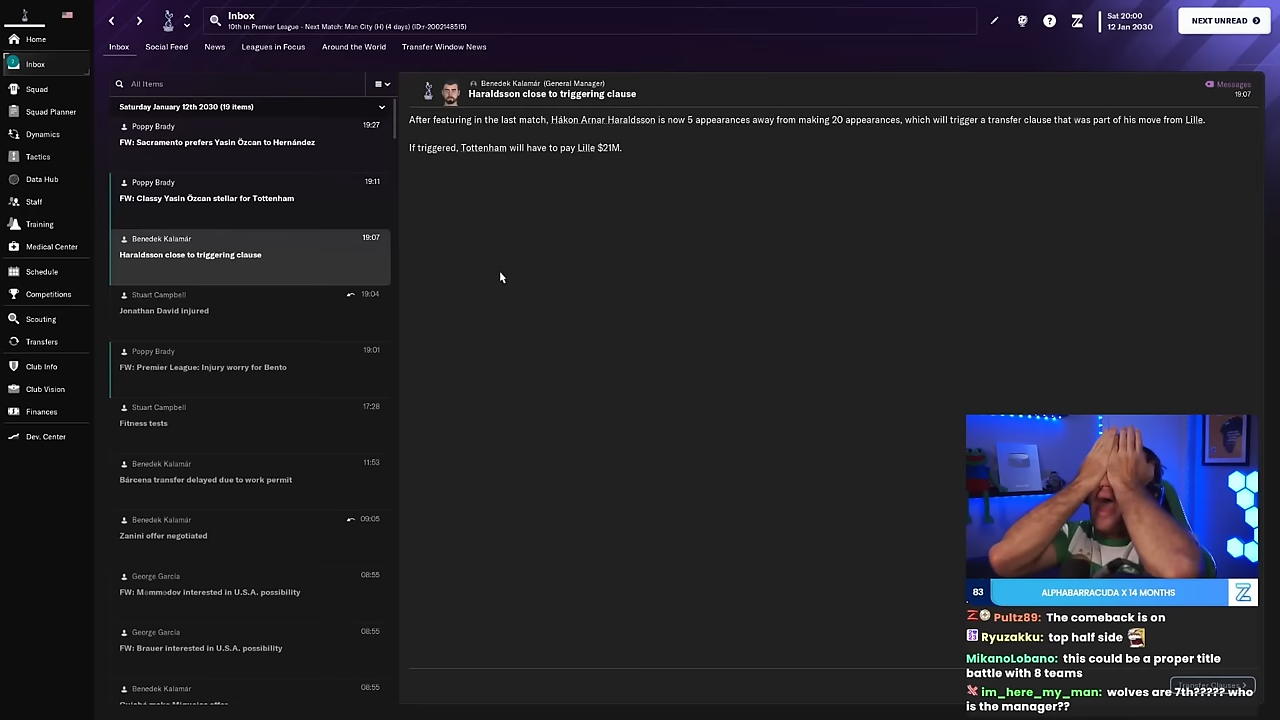 Home
Inbox
2
Squad
Squad Planner
Dynamics
Tactics
Data Hub
Staff
Training
Medical Center
Schedule
Competitions
Scouting
Transfers
Club Info
Club Vision
Finances
Dev. Center
Inbox
10th in Premier League - Next Match: Man City (H) (4 days) (ID:r-2002148515)
Sat 20:00
12 Jan 2030
NEXT UNREAD
Inbox
Social Feed
News
Leagues in Focus
Around the World
Transfer Window News
All Items
Saturday January 12th 2030 (19 items)
Poppy Brady 19:27
FW: Sacramento prefers Yasin Özcan to Hernández
Poppy Brady 19:11
FW: Classy Yasin Özcan stellar for Tottenham
Benedek Kalamár 19:07
Haraldsson close to triggering clause
Stuart Campbell 19:04
Jonathan David injured
Poppy Brady 19:01
FW: Premier League: Injury worry for Bento
Stuart Campbell 17:28
Fitness tests
Benedek Kalamár 11:53
Bárcena transfer delayed due to work permit
Benedek Kalamár 09:05
Zanini offer negotiated
George Garcia 08:55
FW: Məmmədov interested in U.S.A. possibility
George Garcia 08:55
FW: Brauer interested in U.S.A. possibility
Benedek Kalamár 08:55
Benedek Kalamár (General Manager)
Haraldsson close to triggering clause
Messages
19:07
After featuring in the last match, Hákon Arnar Haraldsson is now 5 appearances away from making 20 appearances, which will trigger a transfer clause that was part of his move from Lille.
If triggered, Tottenham will have to pay Lille $21M.
Transfer Clauses
83
ALPHABARRACUDA X 14 MONTHS
Pultz89: The comeback is on
Ryuzakku: top half side
MikanoLobano: this could be a proper title
battle with 8 teams
im_here_my_man: wolves are 7th????? who
is the manager??